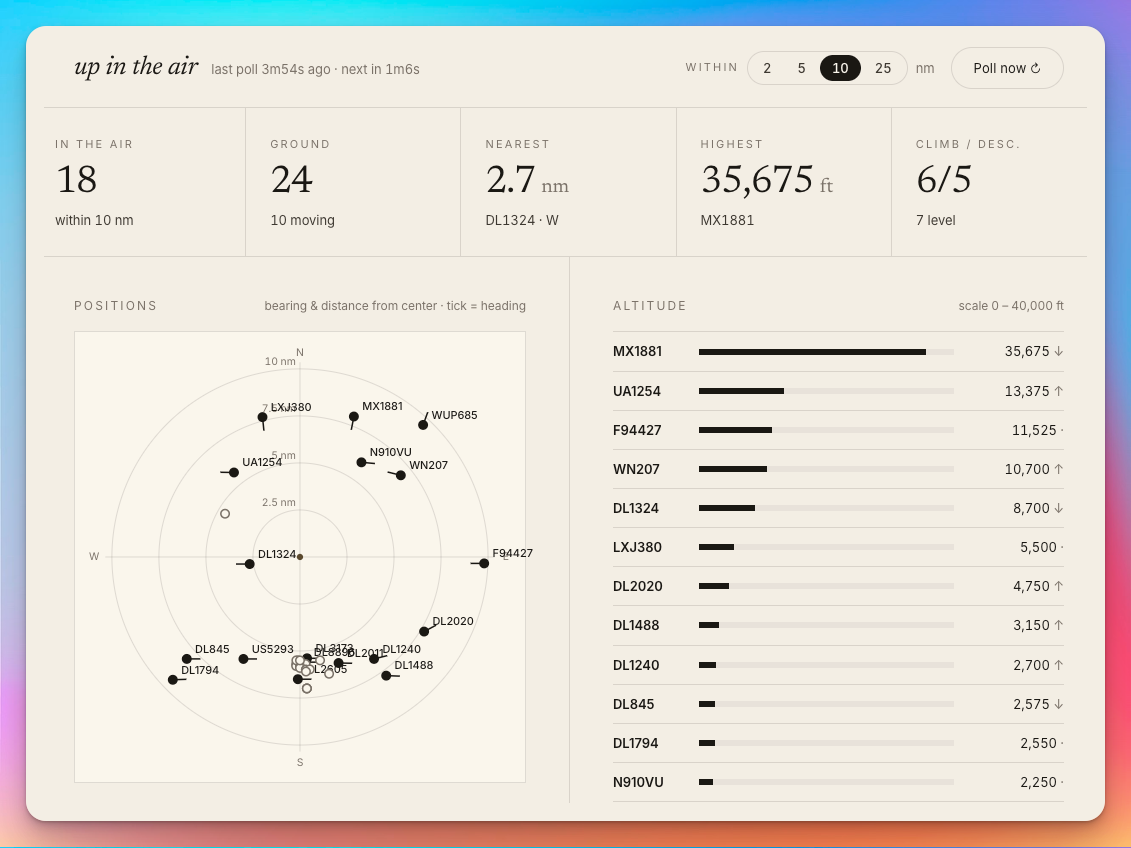 up in the air last poll 3m54s ago · next in 1m6s WITHIN 2 5 10 25 nm Poll now ↻
IN THE AIR GROUND NEAREST HIGHEST CLIMB / DESC.
18 24 2.7 nm 35,675 ft 6/5
within 10 nm 10 moving DL1324 · W MX1881 7 level
POSITIONS bearing & distance from center · tick = heading
N
10 nm
LXJ380 MX1881
WUP685
5 nm N910VU
UA1254 WN207
2.5 nm
W DL1324 F94427
DL2020
DL845 US5293 DL3173 DL1240
DL2011
DL1794 DL1488
S
ALTITUDE scale 0 – 40,000 ft
MX1881 35,675 ↓
UA1254 13,375 ↑
F94427 11,525 ·
WN207 10,700 ↑
DL1324 8,700 ↓
LXJ380 5,500 ·
DL2020 4,750 ↑
DL1488 3,150 ↑
DL1240 2,700 ↑
DL845 2,575 ↓
DL1794 2,550 ·
N910VU 2,250 ·